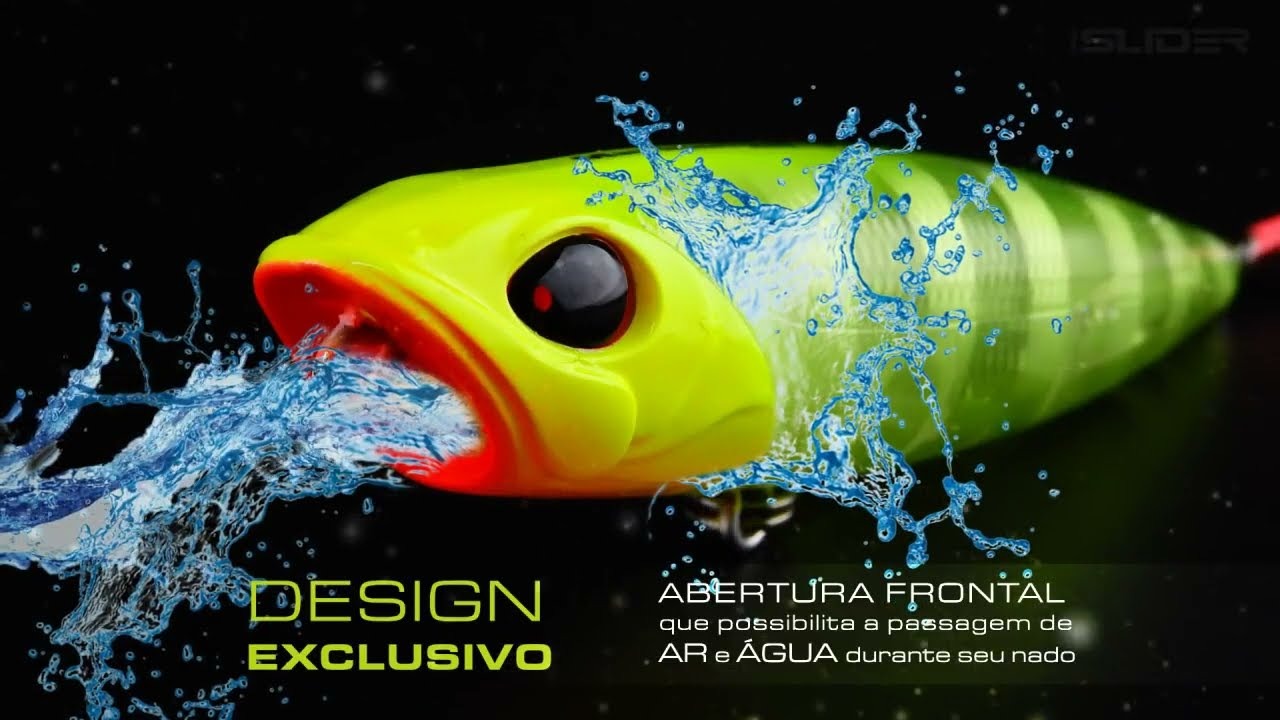 SLIDER
DESIGN
EXCLUSIVO
ABERTURA FRONTAL
que possibilita a passagem de
AR e ÁGUA durante seu nado